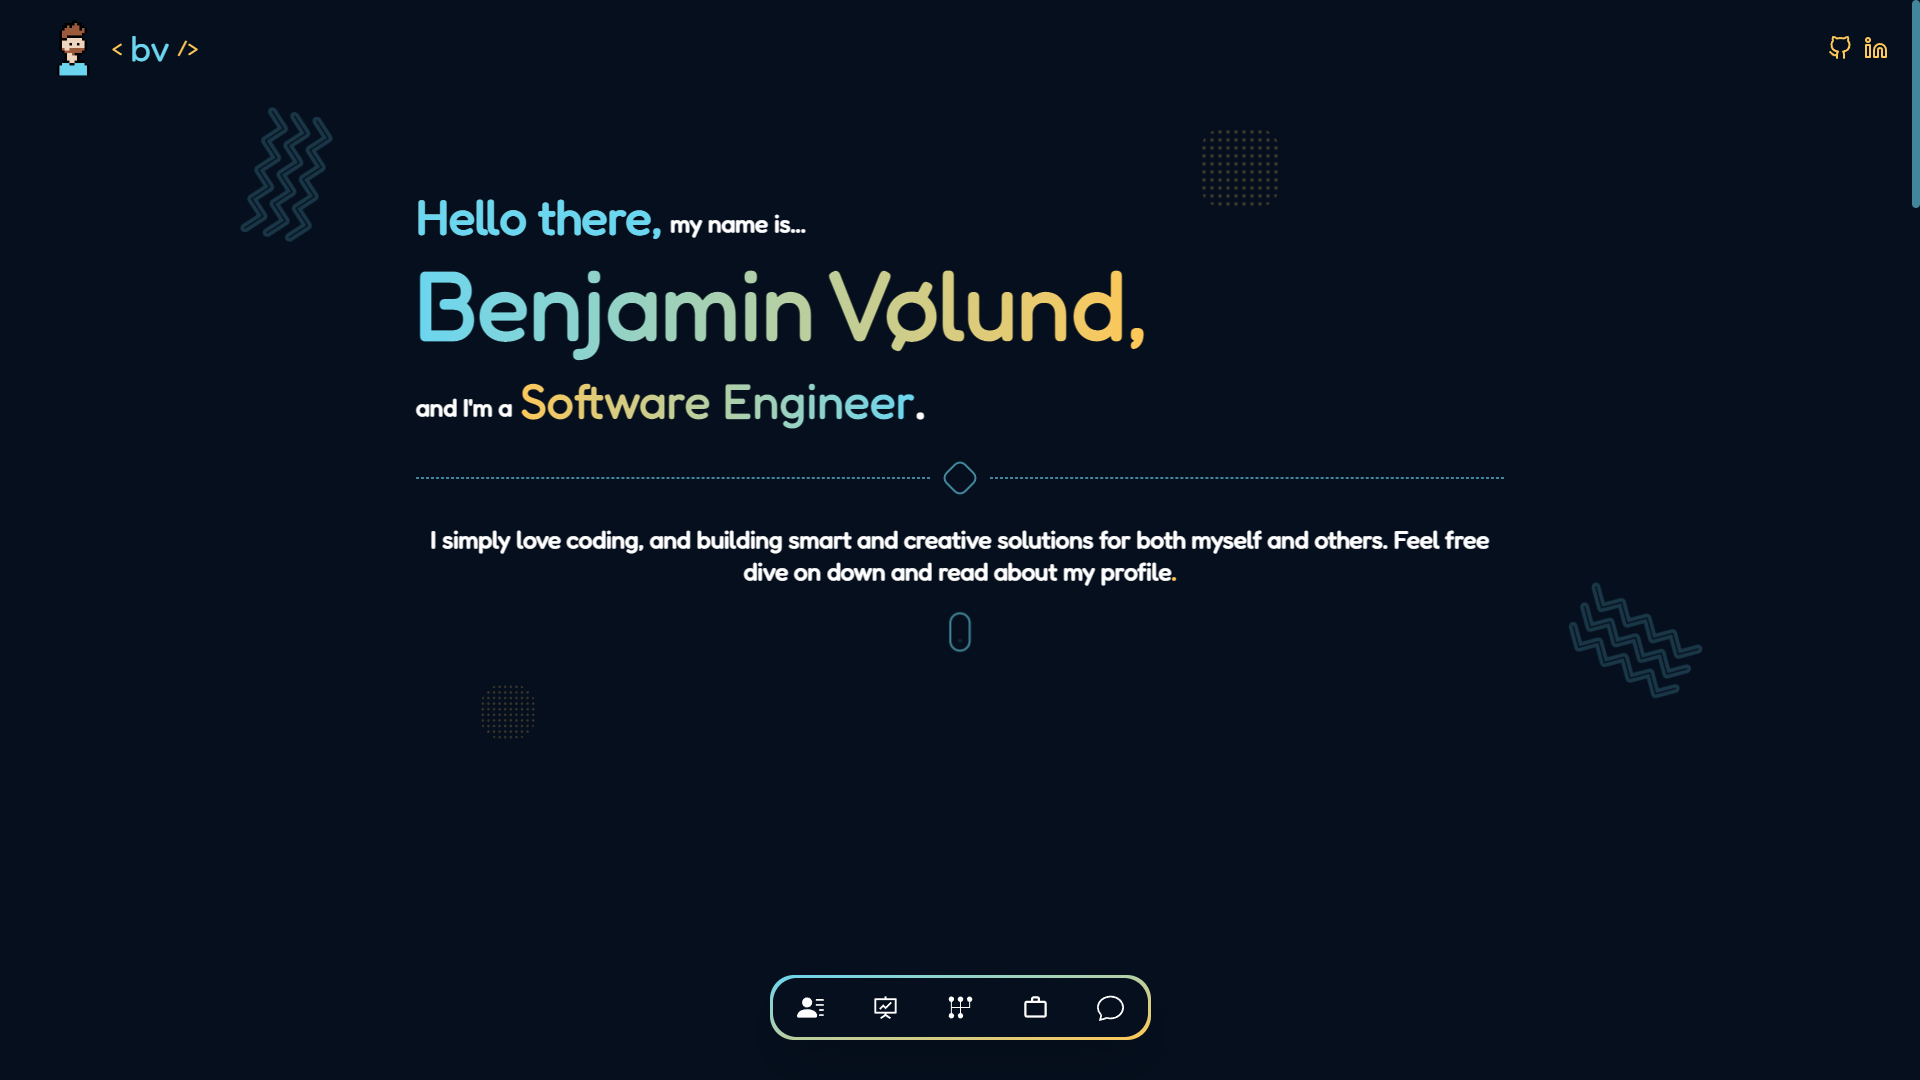 < bv />
Hello there, my name is...
Benjamin Vølund,
and I'm a Software Engineer.
I simply love coding, and building smart and creative solutions for both myself and others. Feel free
dive on down and read about my profile.